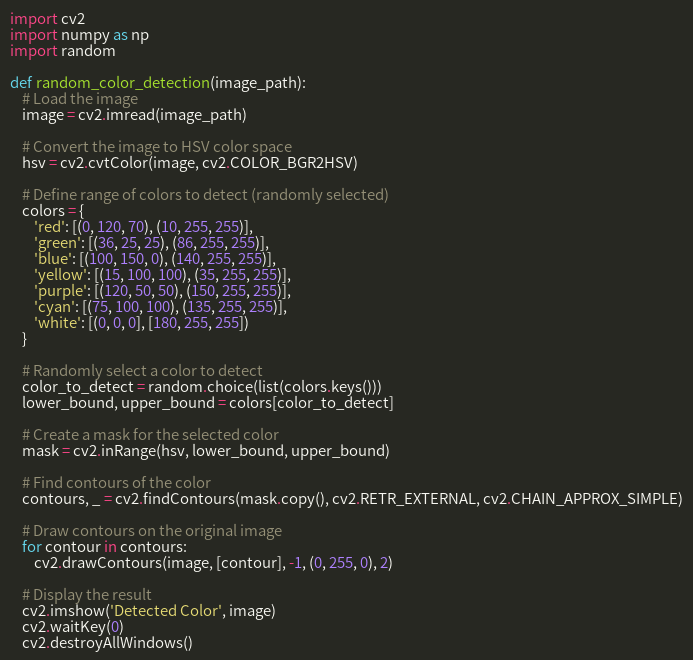 import cv2
import numpy as np
import random

def random_color_detection(image_path):
    # Load the image
    image = cv2.imread(image_path)

    # Convert the image to HSV color space
    hsv = cv2.cvtColor(image, cv2.COLOR_BGR2HSV)

    # Define range of colors to detect (randomly selected)
    colors = {
        'red': [(0, 120, 70), (10, 255, 255)],
        'green': [(36, 25, 25), (86, 255, 255)],
        'blue': [(100, 150, 0), (140, 255, 255)],
        'yellow': [(15, 100, 100), (35, 255, 255)],
        'purple': [(120, 50, 50), (150, 255, 255)],
        'cyan': [(75, 100, 100), (135, 255, 255)],
        'white': [(0, 0, 0], [180, 255, 255])
    }

    # Randomly select a color to detect
    color_to_detect = random.choice(list(colors.keys()))
    lower_bound, upper_bound = colors[color_to_detect]

    # Create a mask for the selected color
    mask = cv2.inRange(hsv, lower_bound, upper_bound)

    # Find contours of the color
    contours, _ = cv2.findContours(mask.copy(), cv2.RETR_EXTERNAL, cv2.CHAIN_APPROX_SIMPLE)

    # Draw contours on the original image
    for contour in contours:
        cv2.drawContours(image, [contour], -1, (0, 255, 0), 2)

    # Display the result
    cv2.imshow('Detected Color', image)
    cv2.waitKey(0)
    cv2.destroyAllWindows()